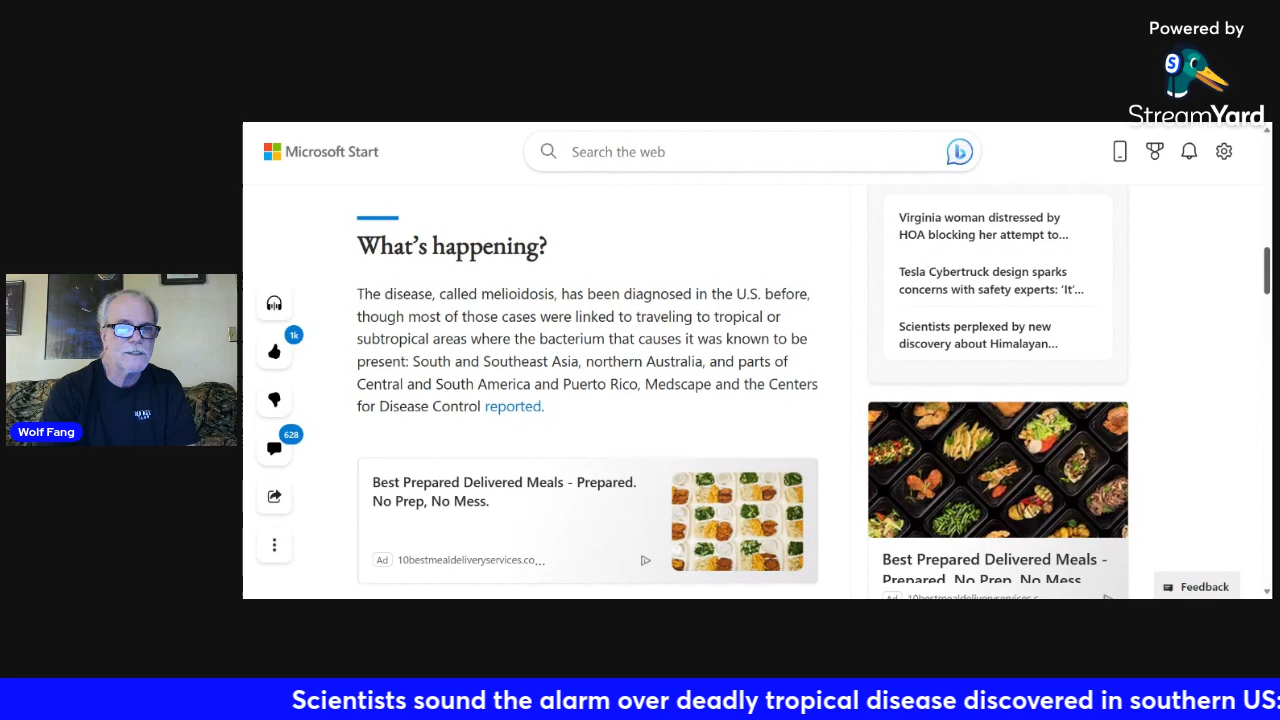 Powered by
StreamYard
Microsoft Start
Search the web
What's happening?
The disease, called melioidosis, has been diagnosed in the U.S. before,
though most of those cases were linked to traveling to tropical or
subtropical areas where the bacterium that causes it was known to be
present: South and Southeast Asia, northern Australia, and parts of
Central and South America and Puerto Rico, Medscape and the Centers
for Disease Control reported.
1k
628
Best Prepared Delivered Meals - Prepared.
No Prep, No Mess.
Ad 10bestmealdeliveryservices.co...
Virginia woman distressed by
HOA blocking her attempt to...
Tesla Cybertruck design sparks
concerns with safety experts: 'It'...
Scientists perplexed by new
discovery about Himalayan...
Best Prepared Delivered Meals -
Prepared. No Prep, No Mess.
Ad 10bestmealdeliveryservices.c...
Feedback
Wolf Fang
Scientists sound the alarm over deadly tropical disease discovered in southern US: